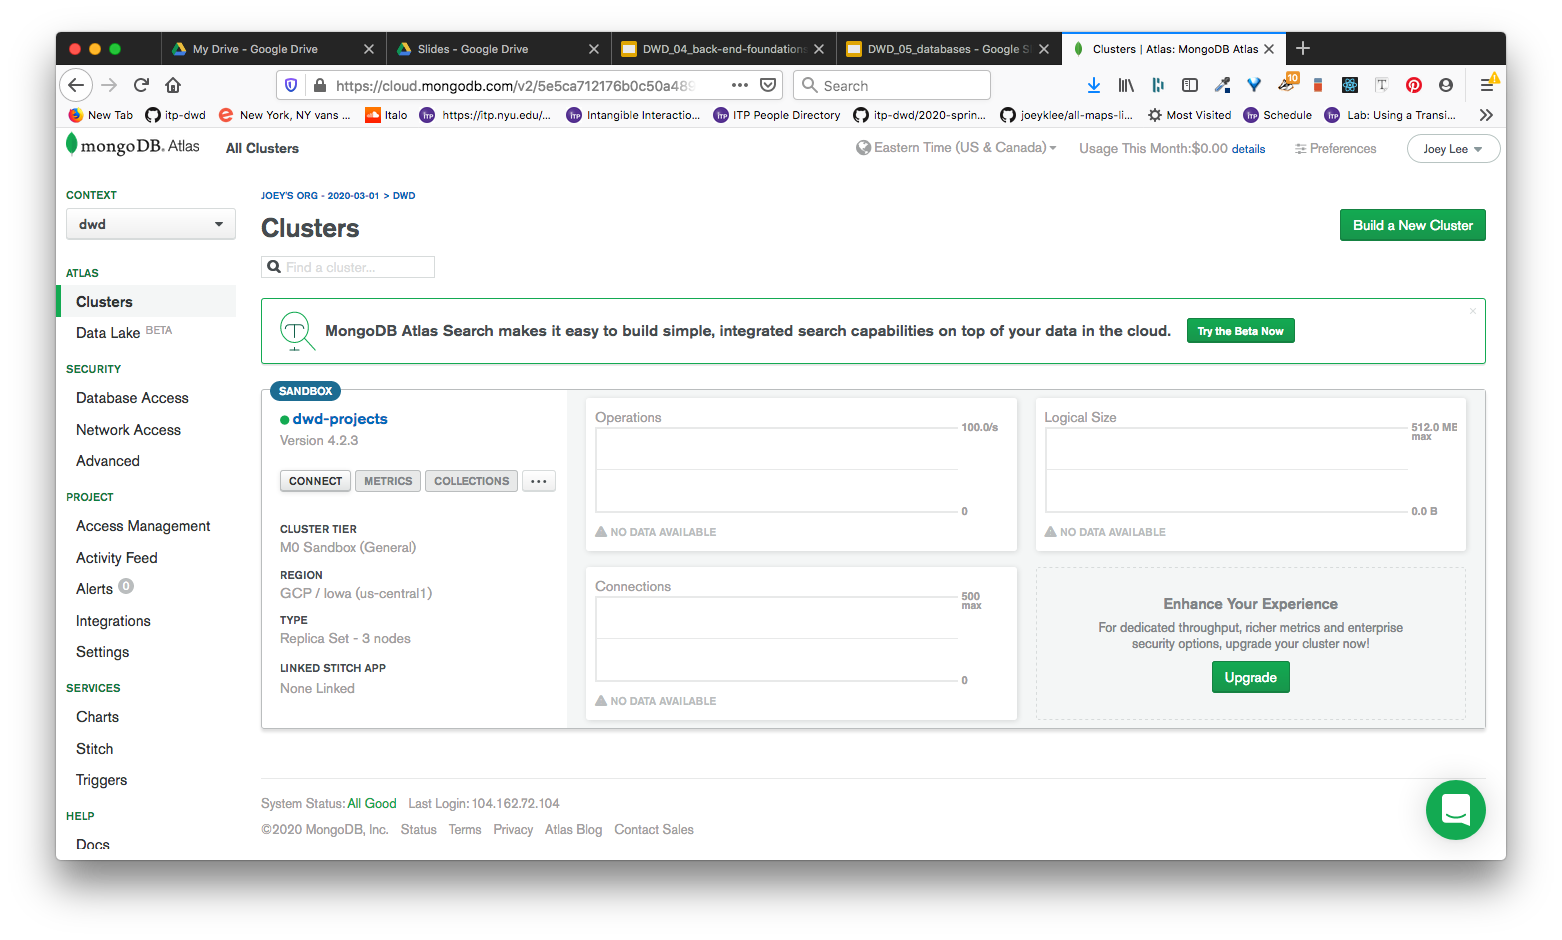 My Drive - Google Drive
Slides - Google Drive
DWD_04_back-end-foundations
DWD_05_databases - Google Sl
Clusters | Atlas: MongoDB Atlas
https://cloud.mongodb.com/v2/5e5ca712176b0c50a489
Search
10
New Tab
itp-dwd
New York, NY vans ...
Italo
https://itp.nyu.edu/...
Intangible Interactio...
ITP People Directory
itp-dwd/2020-sprin...
joeyklee/all-maps-li...
Most Visited
Schedule
Lab: Using a Transi...
mongoDB. Atlas
All Clusters
Eastern Time (US & Canada)
Usage This Month:$0.00 details
Preferences
Joey Lee
CONTEXT
dwd
ATLAS
Clusters
Data Lake BETA
SECURITY
Database Access
Network Access
Advanced
PROJECT
Access Management
Activity Feed
Alerts 0
Integrations
Settings
SERVICES
Charts
Stitch
Triggers
HELP
Docs
JOEY'S ORG - 2020-03-01 > DWD
Clusters
Build a New Cluster
Find a cluster...
MongoDB Atlas Search makes it easy to build simple, integrated search capabilities on top of your data in the cloud.
Try the Beta Now
SANDBOX
dwd-projects
Version 4.2.3
CONNECT
METRICS
COLLECTIONS
...
CLUSTER TIER
M0 Sandbox (General)
REGION
GCP / Iowa (us-central1)
TYPE
Replica Set - 3 nodes
LINKED STITCH APP
None Linked
Operations
100.0/s
0
NO DATA AVAILABLE
Logical Size
512.0 MB
max
0.0 B
NO DATA AVAILABLE
Connections
500
max
0
NO DATA AVAILABLE
Enhance Your Experience
For dedicated throughput, richer metrics and enterprise
security options, upgrade your cluster now!
Upgrade
System Status: All Good Last Login: 104.162.72.104
©2020 MongoDB, Inc. Status Terms Privacy Atlas Blog Contact Sales